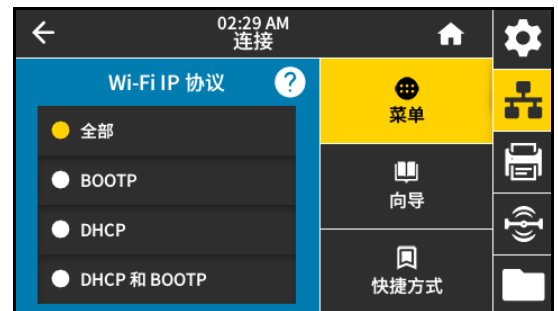 02:29 AM
连接
Wi-Fi IP 协议
?
全部
BOOTP
DHCP
DHCP 和 BOOTP
菜单
向导
快捷方式